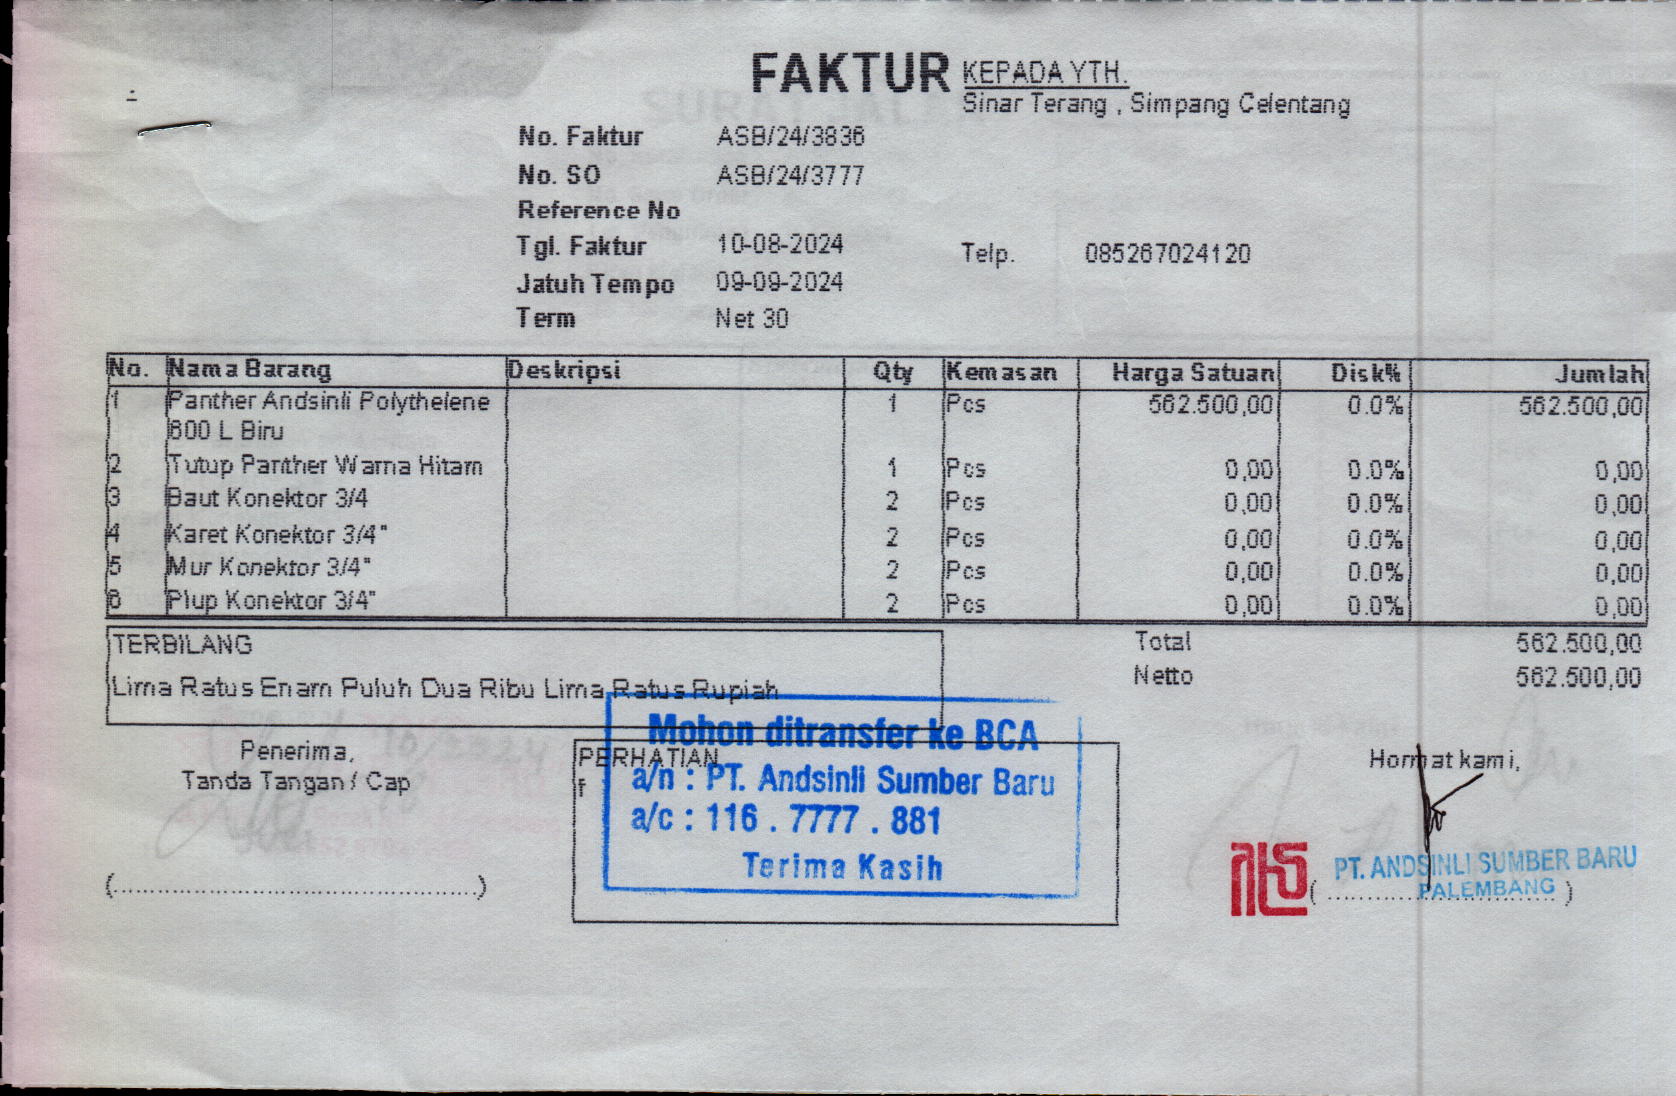 FAKTUR
KEPADA YTH.
Sinar Terang , Simpang Celentang
No. Faktur ASB/24/3836
No. SO ASB/24/3777
Reference No
Tgl. Faktur 10-08-2024
Telp. 085267024120
Jatuh Tempo 09-09-2024
Term Net 30
No. Nama Barang Deskripsi Qty Kemasan Harga Satuan Disk% Jumlah
1 Panther Andsinli Polythelene 1 Pcs 562.500,00 0.0% 562.500,00
600 L Biru
2 Tutup Panther Warna Hitam 1 Pcs 0,00 0.0% 0,00
3 Baut Konektor 3/4 2 Pcs 0,00 0.0% 0,00
4 Karet Konektor 3/4" 2 Pcs 0,00 0.0% 0,00
5 Mur Konektor 3/4" 2 Pcs 0,00 0.0% 0,00
6 Plup Konektor 3/4" 2 Pcs 0,00 0.0% 0,00
TERBILANG
Lima Ratus Enam Puluh Dua Ribu Lima Ratus Rupiah
Total 562.500,00
Netto 562.500,00
Penerima,
Tanda Tangan / Cap
(................................................)
PERHATIAN
f
Mohon ditransfer ke BCA
a/n : PT. Andsinli Sumber Baru
a/c : 116 . 7777 . 881
Terima Kasih
Hormat kami,
PT. ANDSINLI SUMBER BARU
PALEMBANG
(..............................)